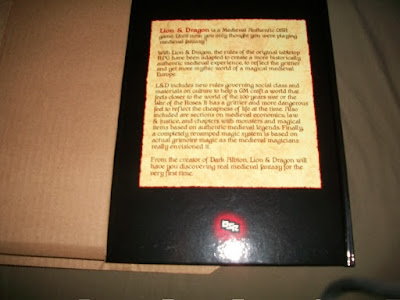 Lion & Dragon is a Medieval Authentic OSR
game. Until now, you only thought you were playing
medieval fantasy!
With Lion & Dragon, the rules of the original tabletop
RPG have been adapted to create a more historically
authentic medieval experience, to reflect the grittier
and yet more mythic world of a magical medieval
Europe.
L&D includes new rules governing social class and
materials on culture to help a GM craft a world that
feels closer to the world of the 100 years war or the
War of the Roses. It has a grittier and more dangerous
feel to reflect the cheapness of life at the time. Also
included are sections on medieval economics, law
& justice, and chapters with monsters and magical
items based on authentic medieval legends. Finally,
a completely revamped magic system is based on
actual grimoire magic as the medieval magicians
really envisioned it.
From the creator of Dark Albion, Lion & Dragon will
have you discovering real medieval fantasy for the
very first time.